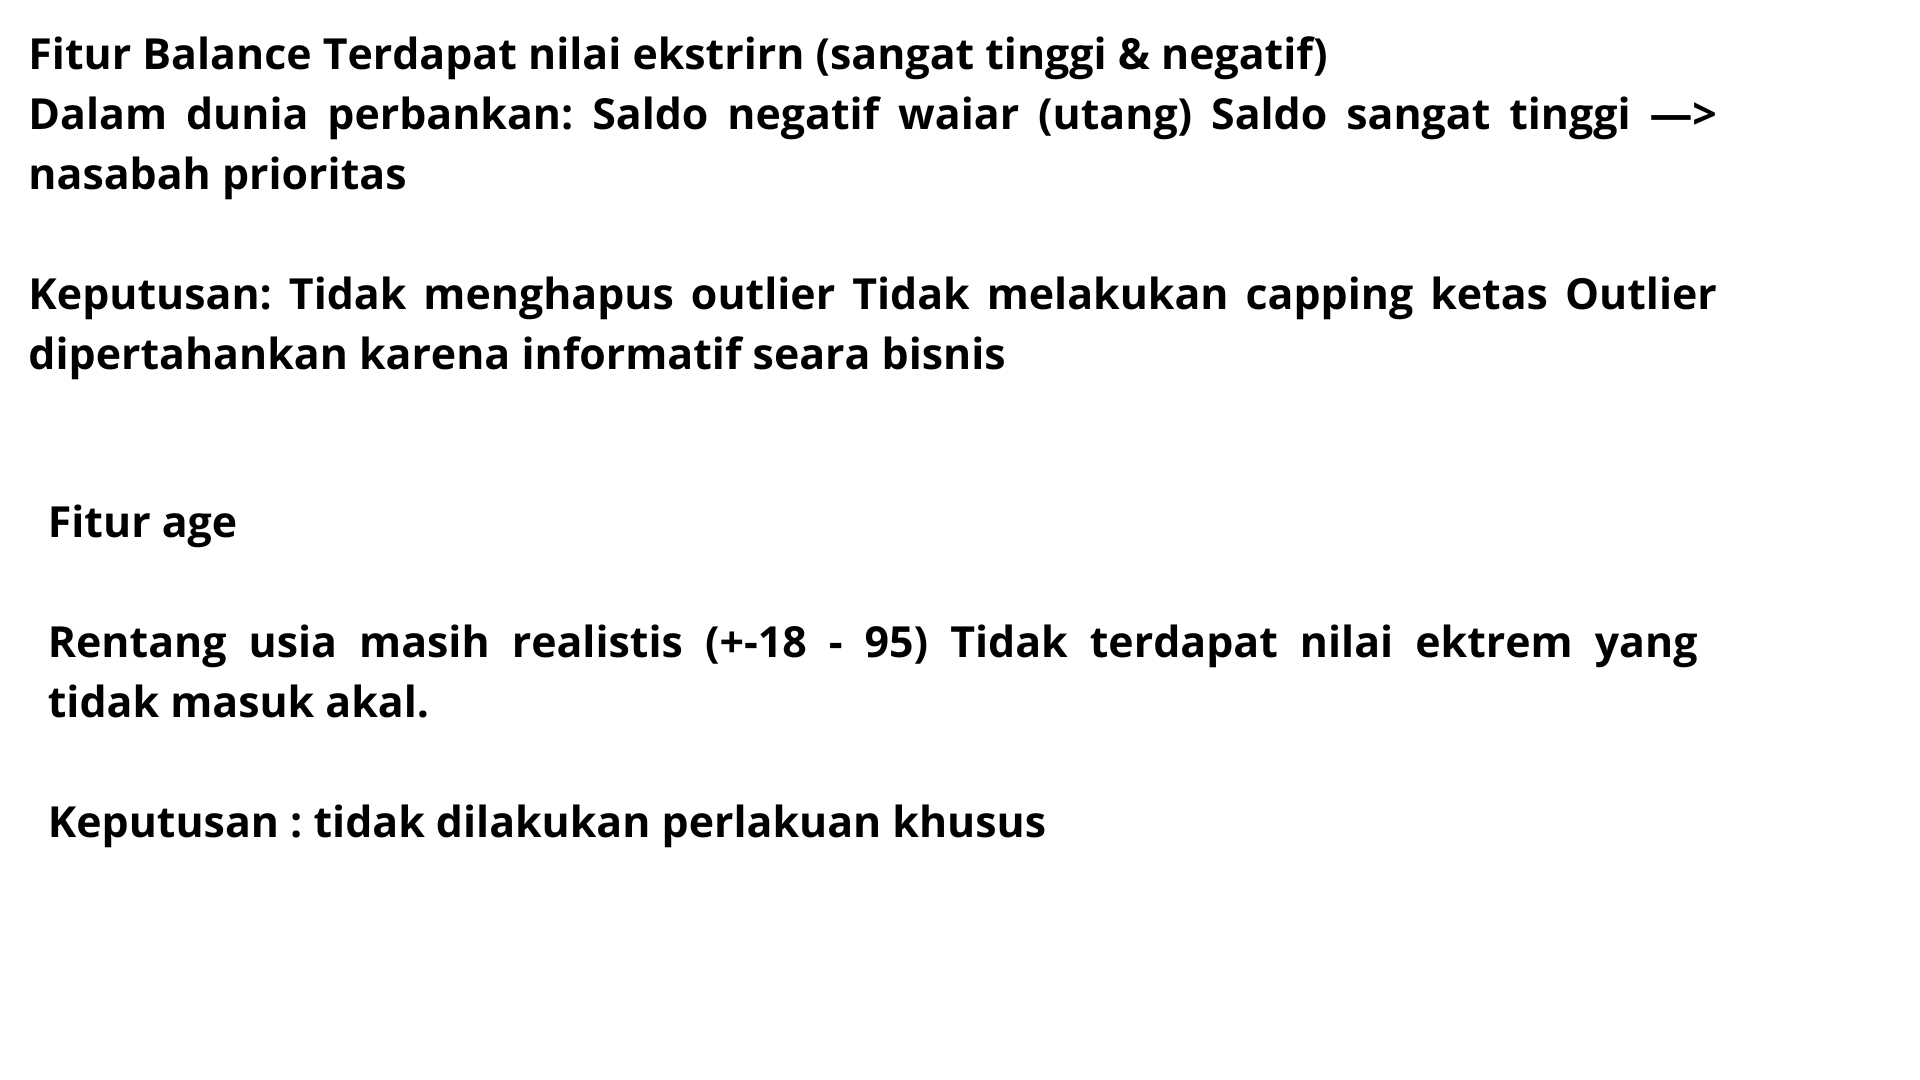 Fitur Balance Terdapat nilai ekstrirn (sangat tinggi & negatif)
Dalam dunia perbankan: Saldo negatif waiar (utang) Saldo sangat tinggi —>
nasabah prioritas
Keputusan: Tidak menghapus outlier Tidak melakukan capping ketas Outlier
dipertahankan karena informatif seara bisnis
Fitur age
Rentang usia masih realistis (+-18 - 95) Tidak terdapat nilai ektrem yang
tidak masuk akal.
Keputusan : tidak dilakukan perlakuan khusus